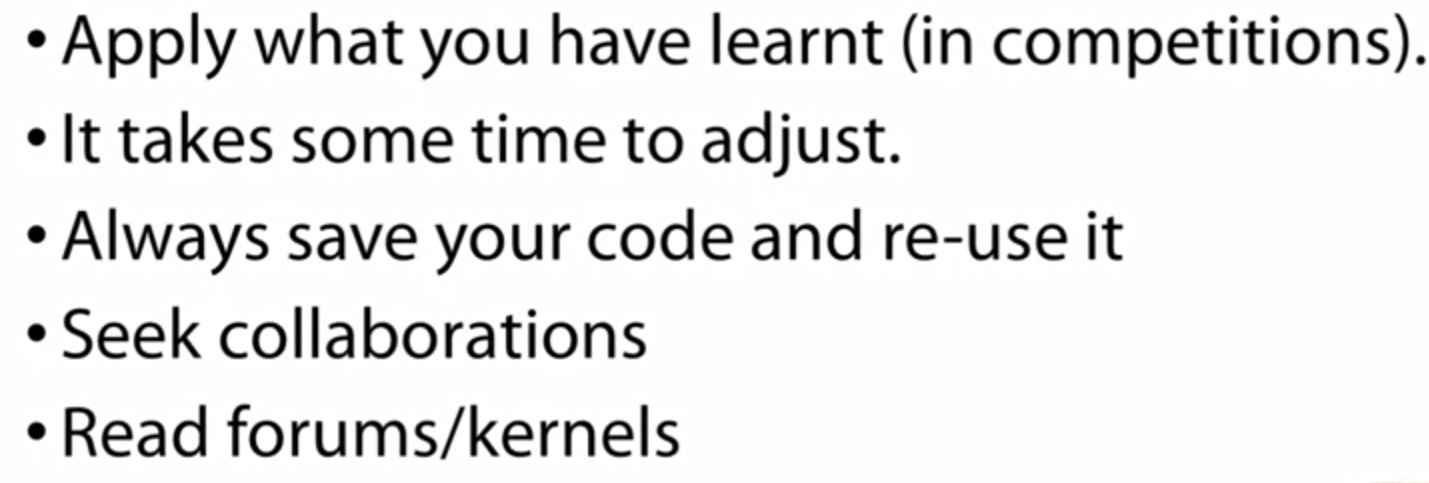 • Apply what you have learnt (in competitions).
• It takes some time to adjust.
• Always save your code and re-use it
• Seek collaborations
• Read forums/kernels